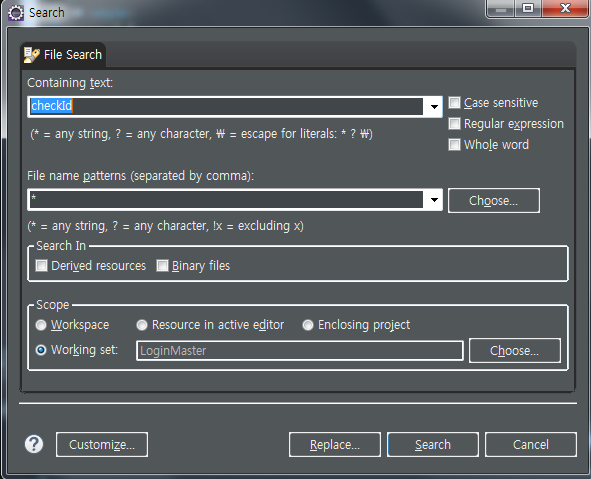 Search
File Search
Containing text:
checkId
Case sensitive
(* = any string, ? = any character, ₩ = escape for literals: * ? ₩)
Regular expression
Whole word
File name patterns (separated by comma):
*
Choose...
(* = any string, ? = any character, !x = excluding x)
Search In
Derived resources Binary files
Scope
Workspace Resource in active editor Enclosing project
Working set: LoginMaster Choose...
? Customize... Replace... Search Cancel